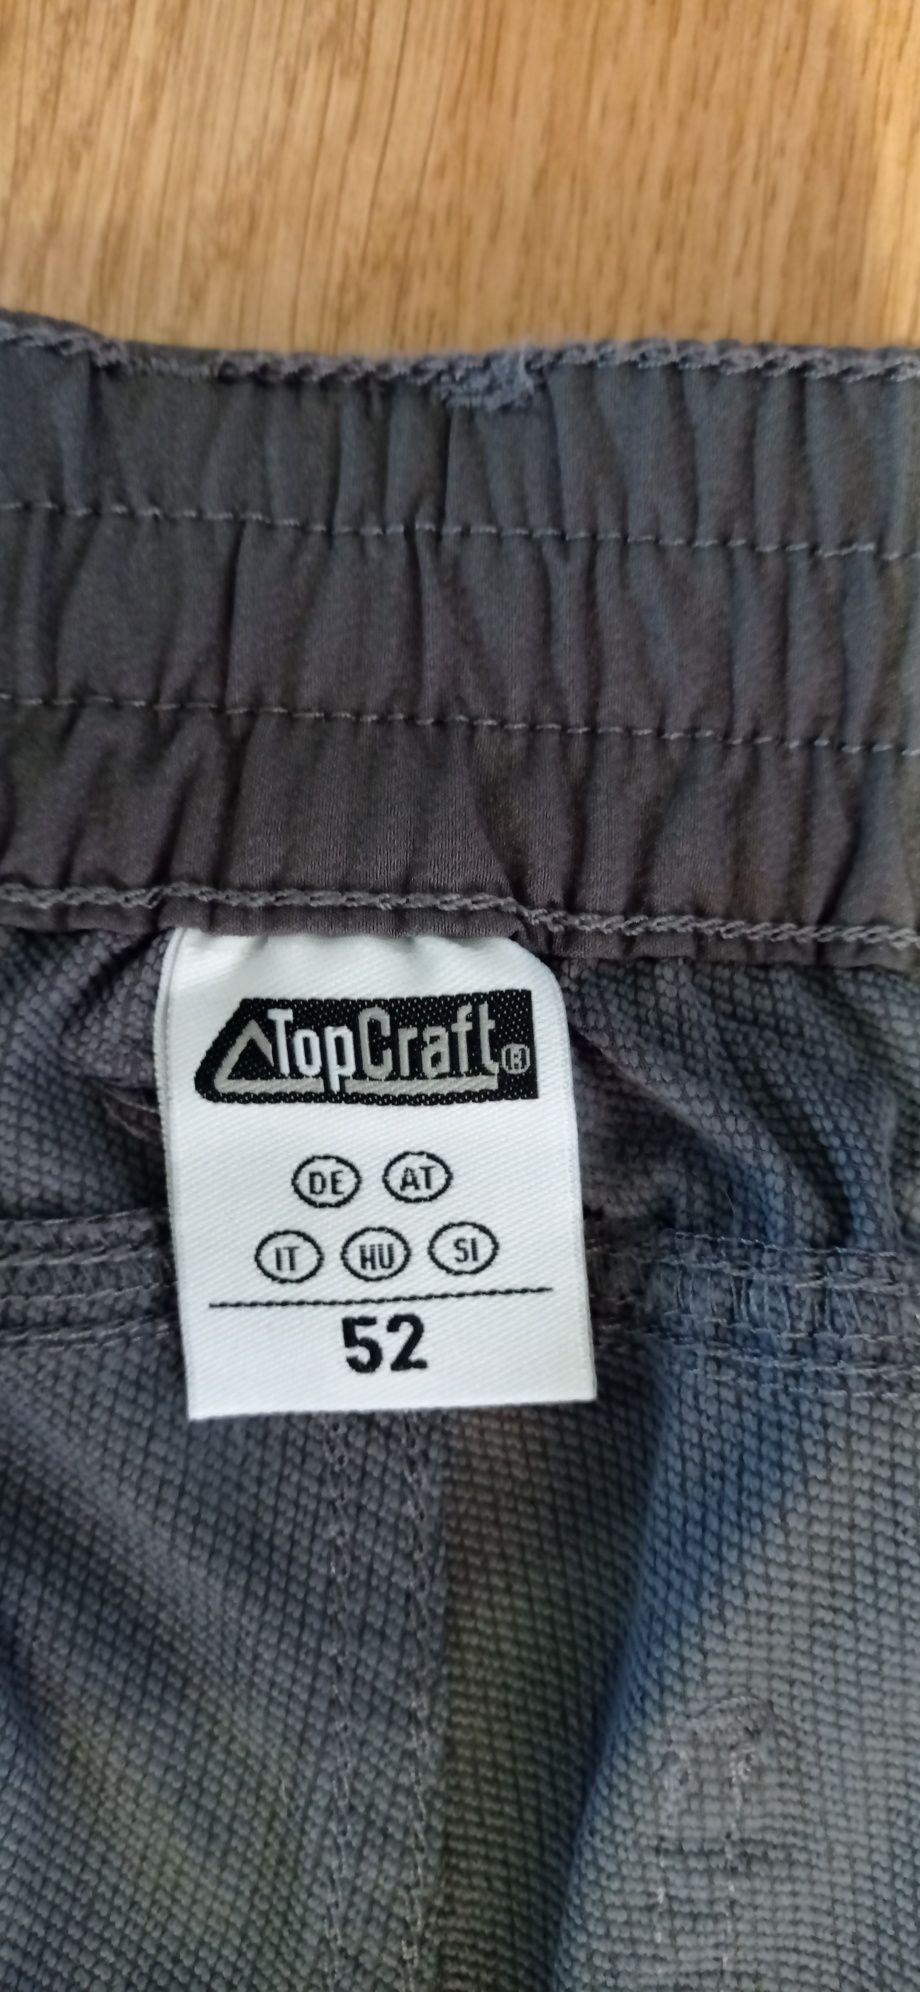 TopCraft®
DE AT
IT HU SI
52